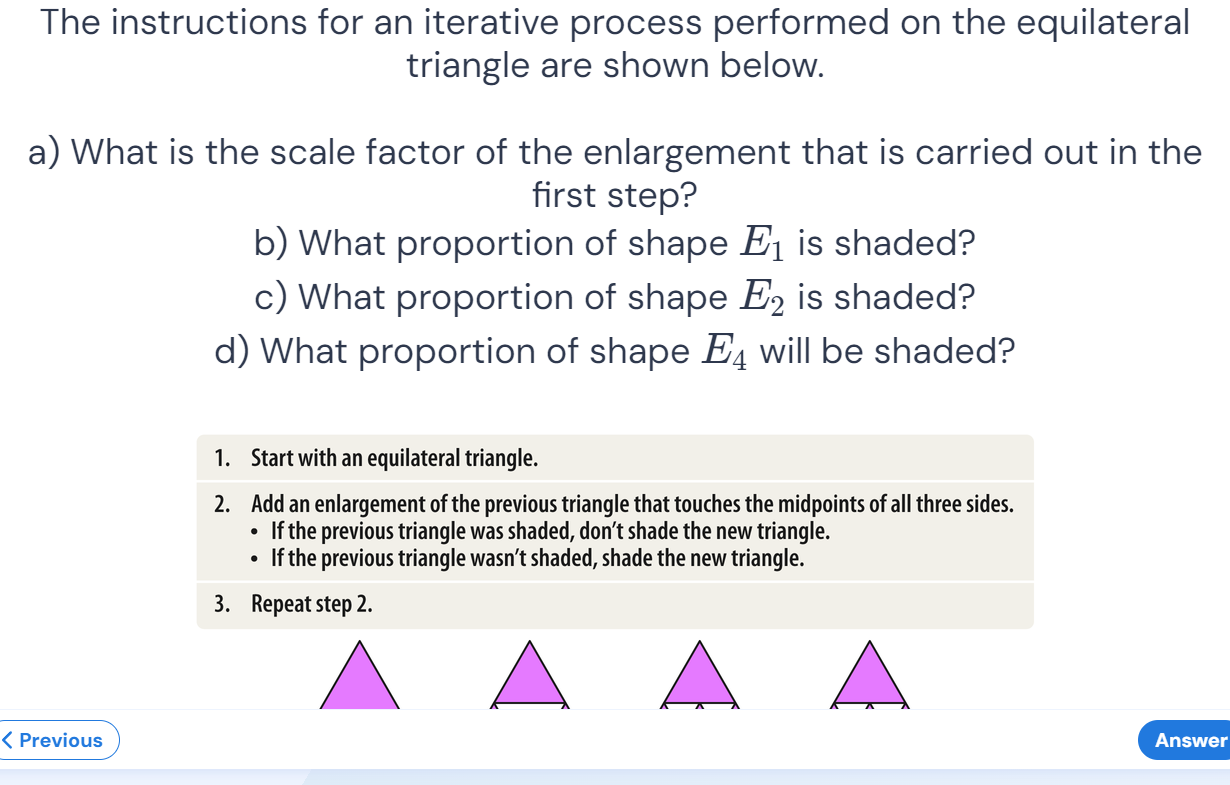 The instructions for an iterative process performed on the equilateral
triangle are shown below.
a) What is the scale factor of the enlargement that is carried out in the
first step?
b) What proportion of shape E₁ is shaded?
c) What proportion of shape E₂ is shaded?
d) What proportion of shape E₄ will be shaded?
1. Start with an equilateral triangle.
2. Add an enlargement of the previous triangle that touches the midpoints of all three sides.
• If the previous triangle was shaded, don't shade the new triangle.
• If the previous triangle wasn't shaded, shade the new triangle.
3. Repeat step 2.
< Previous
Answer